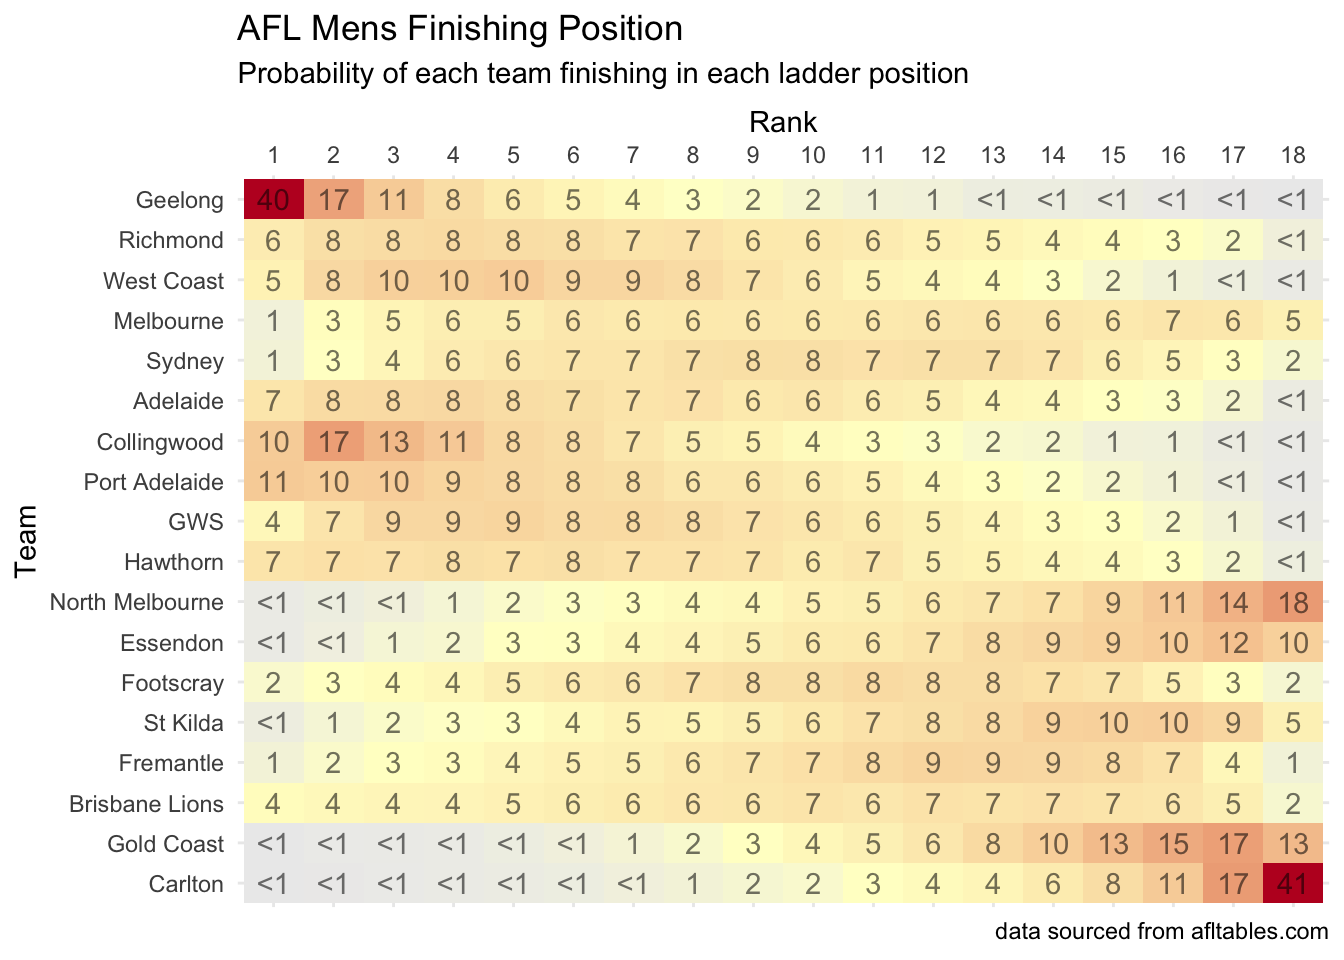 AFL Mens Finishing Position
Probability of each team finishing in each ladder position
Rank
1 2 3 4 5 6 7 8 9 10 11 12 13 14 15 16 17 18
Team
Geelong 40 17 11 8 6 5 4 3 2 2 1 1 <1 <1 <1 <1 <1 <1
Richmond 6 8 8 8 8 8 7 7 6 6 6 5 5 4 4 3 2 <1
West Coast 5 8 10 10 10 9 9 8 7 6 5 4 4 3 2 1 <1 <1
Melbourne 1 3 5 6 5 6 6 6 6 6 6 6 6 6 6 7 6 5
Sydney 1 3 4 6 6 7 7 7 8 8 7 7 7 7 6 5 3 2
Adelaide 7 8 8 8 8 7 7 7 6 6 6 5 4 4 3 3 2 <1
Collingwood 10 17 13 11 8 8 7 5 5 4 3 3 2 2 1 1 <1 <1
Port Adelaide 11 10 10 9 8 8 8 6 6 6 5 4 3 2 2 1 <1 <1
GWS 4 7 9 9 9 8 8 8 7 6 6 5 4 3 3 2 1 <1
Hawthorn 7 7 7 8 7 8 7 7 7 6 7 5 5 4 4 3 2 <1
North Melbourne <1 <1 <1 1 2 3 3 4 4 5 5 6 7 7 9 11 14 18
Essendon <1 <1 1 2 3 3 4 4 5 6 6 7 8 9 9 10 12 10
Footscray 2 3 4 4 5 6 6 7 8 8 8 8 8 7 7 5 3 2
St Kilda <1 1 2 3 3 4 5 5 5 6 7 8 8 9 10 10 9 5
Fremantle 1 2 3 3 4 5 5 6 7 7 8 9 9 9 8 7 4 1
Brisbane Lions 4 4 4 4 5 6 6 6 6 7 6 7 7 7 7 6 5 2
Gold Coast <1 <1 <1 <1 <1 <1 1 2 3 4 5 6 8 10 13 15 17 13
Carlton <1 <1 <1 <1 <1 <1 <1 1 2 2 3 4 4 6 8 11 17 41
data sourced from afltables.com